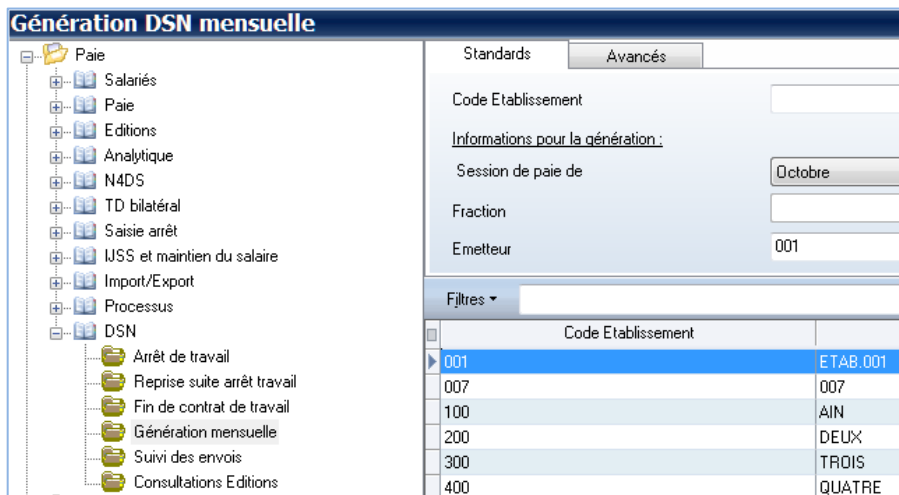 Génération DSN mensuelle
Paie
Salariés
Paie
Editions
Analytique
N4DS
TD bilatéral
Saisie arrêt
IJSS et maintien du salaire
Import/Export
Processus
DSN
Arrêt de travail
Reprise suite arrêt travail
Fin de contrat de travail
Génération mensuelle
Suivi des envois
Consultations Editions
Standards Avancés
Code Etablissement
Informations pour la génération :
Session de paie de Octobre
Fraction
Emetteur 001
Filtres
Code Etablissement
001 ETAB.001
007 007
100 AIN
200 DEUX
300 TROIS
400 QUATRE